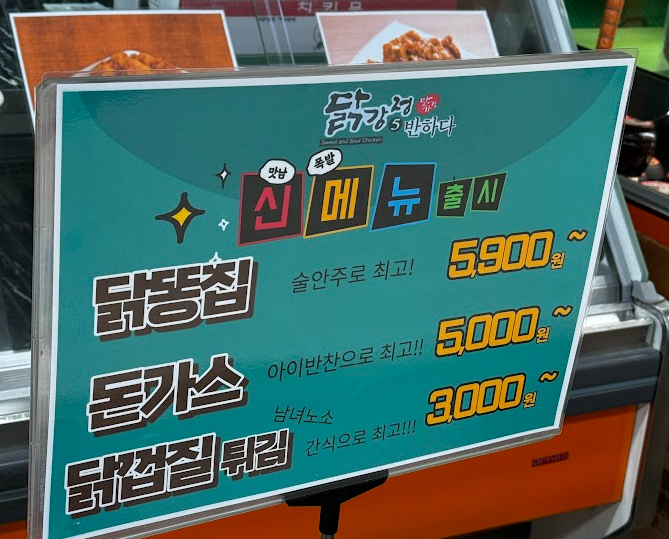 치킨무
닭강정
반하다
Sweet and Sour Chicken
맛남 폭발
신메뉴출시
닭똥집 술안주로 최고! 5,900원~
돈가스 아이반찬으로 최고!! 5,000원~
남녀노소
닭껍질 튀김 간식으로 최고!!! 3,000원~